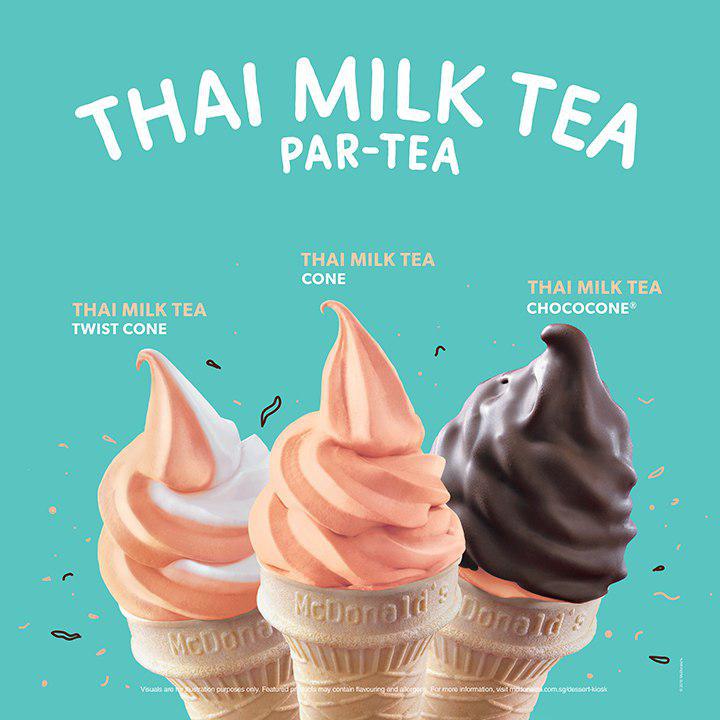 THAI MILK TEA
PAR-TEA
THAI MILK TEA
CONE
THAI MILK TEA
TWIST CONE
THAI MILK TEA
CHOCOCONE®
McDonald's
McDona
Donald's
Visuals are for illustration purposes only. Featured products may contain flavouring and allergens. For more information, visit mcdonalds.com.sg/dessert-kiosk